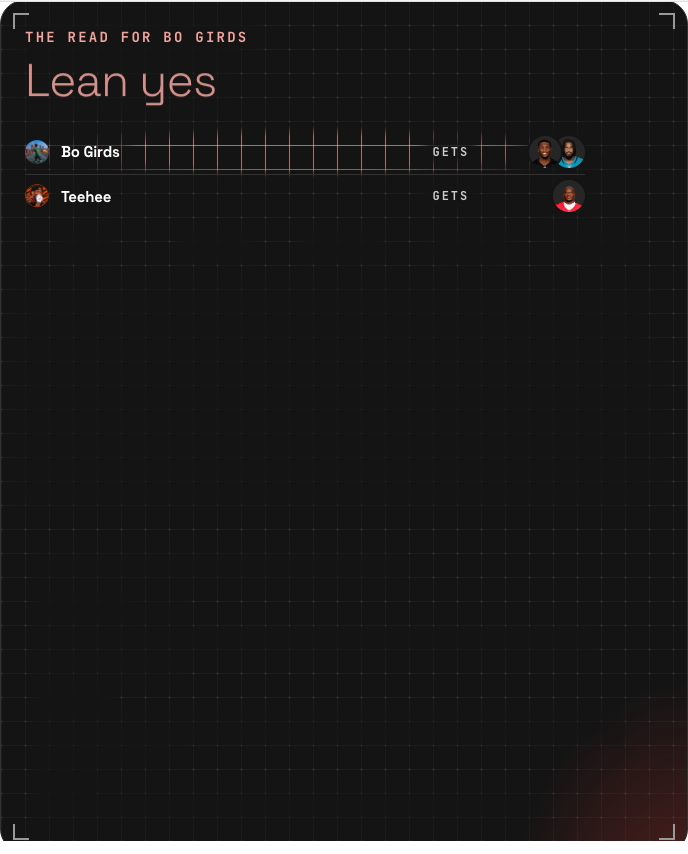 THE READ FOR BO GIRDS
Lean yes
Bo Girds GETS
Teehee GETS